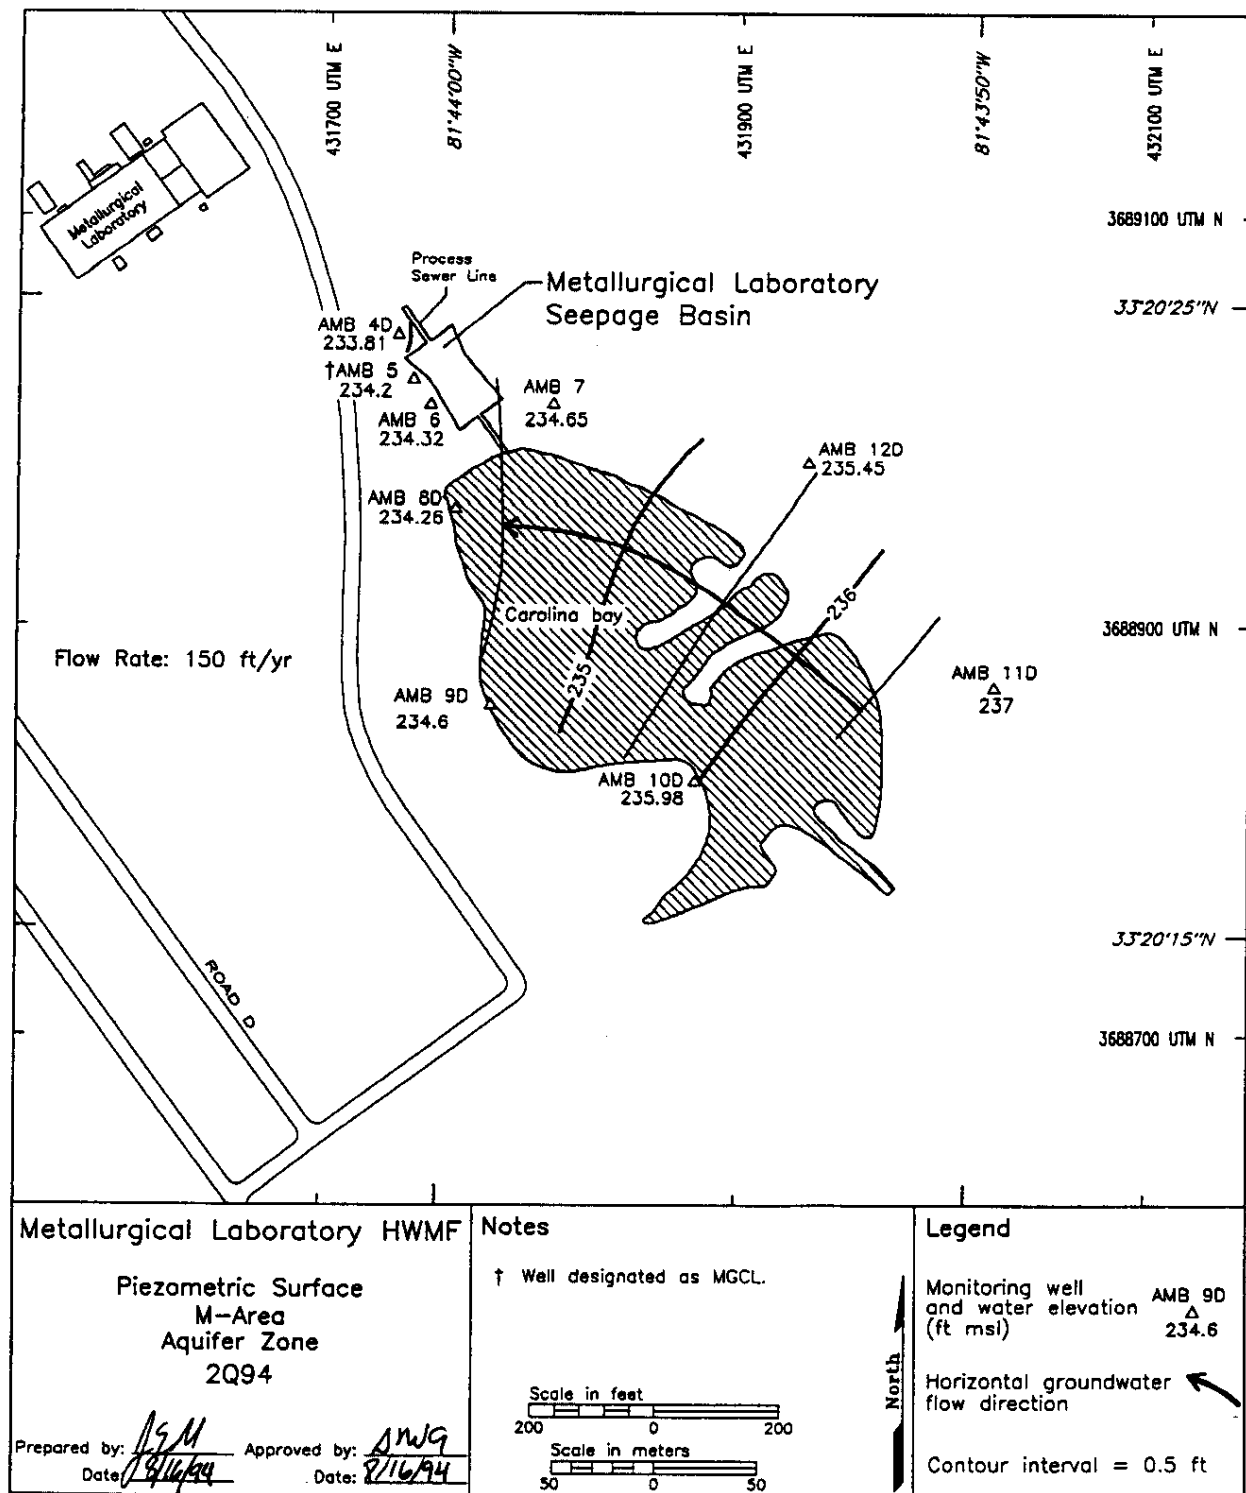 431700 UTM E
81°44'00"W
431900 UTM E
81°43'50"W
432100 UTM E
Metallurgical
Laboratory
3689100 UTM N
Process
Sewer Line
Metallurgical Laboratory
Seepage Basin
33°20'25"N
AMB 4D
233.81
†AMB 5
234.2
AMB 6
234.32
AMB 7
234.65
AMB 12D
235.45
AMB 8D
234.26
Carolina bay
236
3688900 UTM N
Flow Rate: 150 ft/yr
235
AMB 9D
234.6
AMB 11D
237
AMB 10D
235.98
33°20'15"N
ROAD D
3688700 UTM N
Metallurgical Laboratory HWMF
Piezometric Surface
M-Area
Aquifer Zone
2Q94
Prepared by:
Date: 8/16/94
Approved by:
Date: 8/16/94
Notes
† Well designated as MGCL.
Scale in feet
200 0 200
Scale in meters
50 0 50
North
Legend
Monitoring well
and water elevation
(ft msl)
AMB 9D
234.6
Horizontal groundwater
flow direction
Contour interval = 0.5 ft